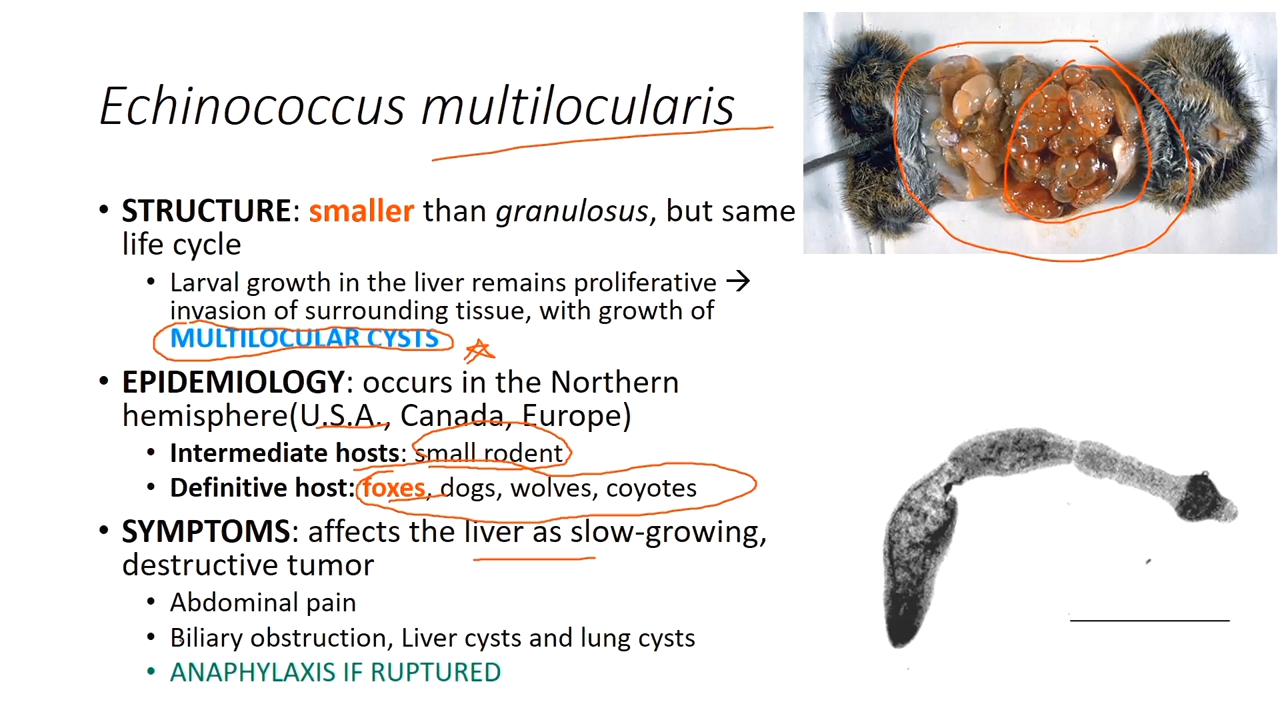 Echinococcus multilocularis
• STRUCTURE: smaller than granulosus, but same
life cycle
• Larval growth in the liver remains proliferative →
invasion of surrounding tissue, with growth of
MULTILOCULAR CYSTS
• EPIDEMIOLOGY: occurs in the Northern
hemisphere(U.S.A., Canada, Europe)
• Intermediate hosts: small rodent
• Definitive host: foxes, dogs, wolves, coyotes
• SYMPTOMS: affects the liver as slow-growing,
destructive tumor
• Abdominal pain
• Biliary obstruction, Liver cysts and lung cysts
• ANAPHYLAXIS IF RUPTURED